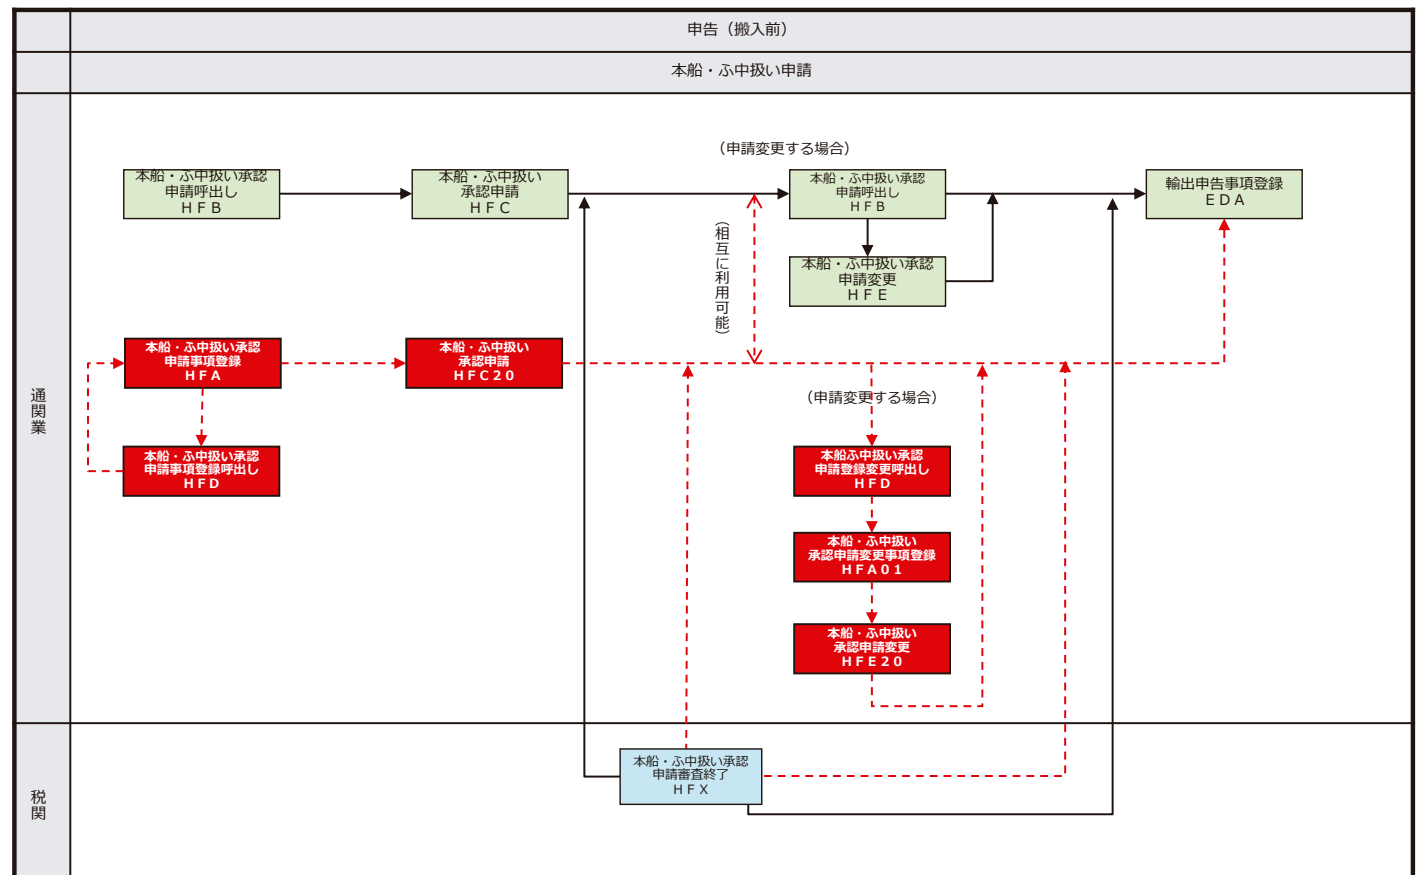 申告（搬入前）
本船・ふ中扱い申請
（申請変更する場合）
本船・ふ中扱い承認
申請呼出し
ＨＦＢ
本船・ふ中扱い
承認申請
ＨＦＣ
本船・ふ中扱い承認
申請呼出し
ＨＦＢ
輸出申告事項登録
ＥＤＡ
（相互に利用可能）
本船・ふ中扱い承認
申請変更
ＨＦＥ
通関業
本船・ふ中扱い承認
申請事項登録
ＨＦＡ
本船・ふ中扱い
承認申請
ＨＦＣ２０
（申請変更する場合）
本船・ふ中扱い承認
申請事項登録呼出し
ＨＦＤ
本船ふ中扱い承認
申請登録変更呼出し
ＨＦＤ
本船・ふ中扱い
承認申請変更事項登録
ＨＦＡ０１
本船・ふ中扱い
承認申請変更
ＨＦＥ２０
税関
本船・ふ中扱い承認
申請審査終了
ＨＦＸ